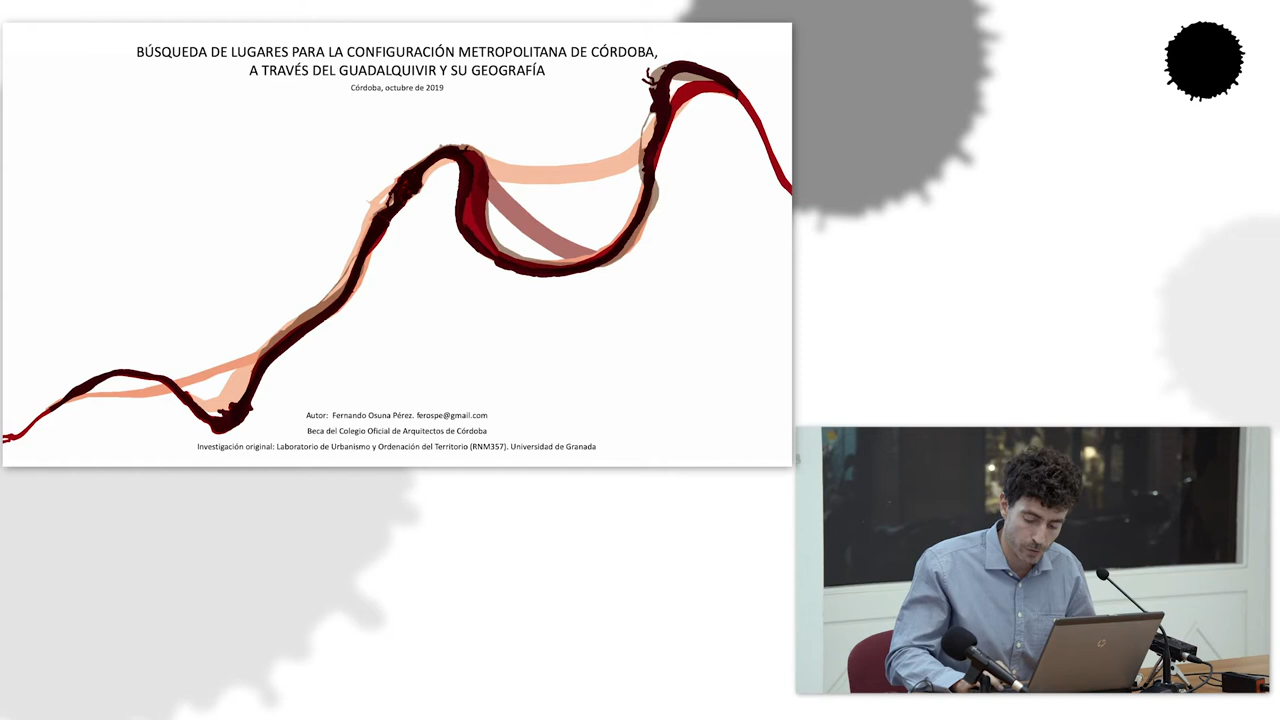 BÚSQUEDA DE LUGARES PARA LA CONFIGURACIÓN METROPOLITANA DE CÓRDOBA,
A TRAVÉS DEL GUADALQUIVIR Y SU GEOGRAFÍA
Córdoba, octubre de 2019
Autor: Fernando Osuna Pérez. ferospe@gmail.com
Beca del Colegio Oficial de Arquitectos de Córdoba
Investigación original: Laboratorio de Urbanismo y Ordenación del Territorio (RNM357). Universidad de Granada
hp